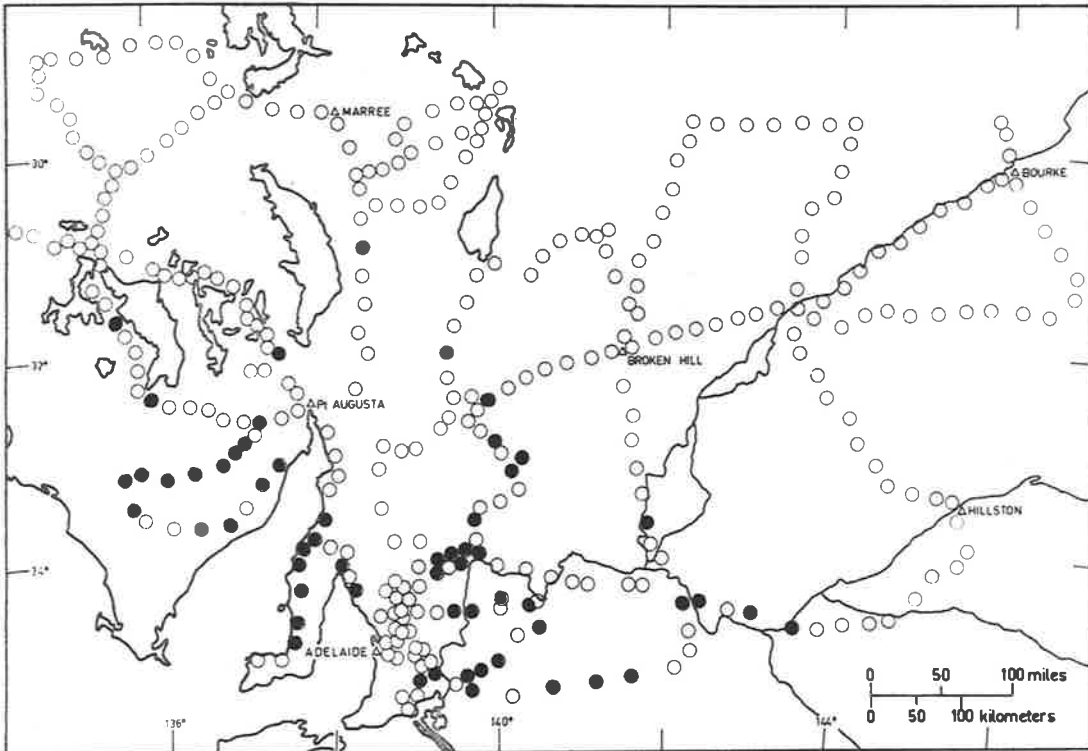 MARREE
30°
BOURKE
32°
BROKEN HILL
Pt AUGUSTA
HILLSTON
34°
ADELAIDE
0 50 100 miles
0 50 100 kilometers
136° 140° 144°